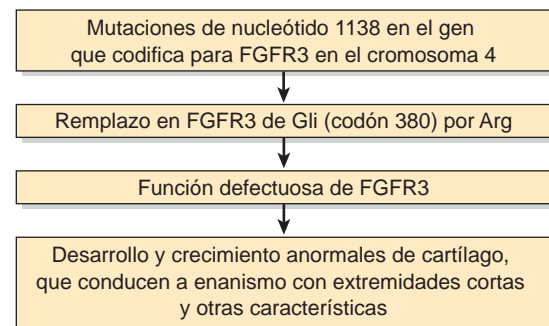 Mutaciones de nucleótido 1138 en el gen
que codifica para FGFR3 en el cromosoma 4
Remplazo en FGFR3 de Gli (codón 380) por Arg
Función defectuosa de FGFR3
Desarrollo y crecimiento anormales de cartílago,
que conducen a enanismo con extremidades cortas
y otras características